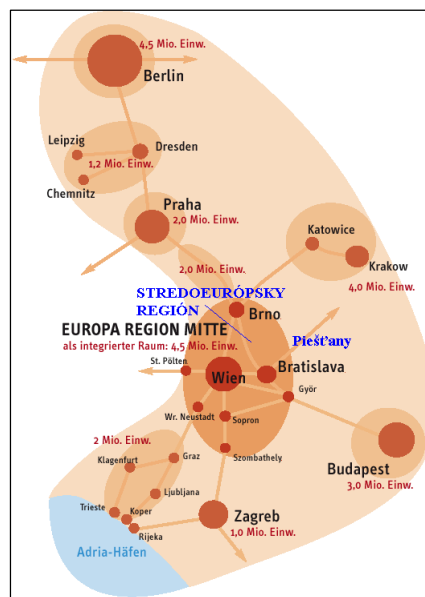 4,5 Mio. Einw.
Berlin
Leipzig
Dresden
1,2 Mio. Einw.
Chemnitz
Praha
2,0 Mio. Einw.
Katowice
Krakow
4,0 Mio. Einw.
2,0 Mio. Einw.
STREDOEURÓPSKY
REGIÓN
Brno
EUROPA REGION MITTE
als integrierter Raum: 4,5 Mio. Einw.
Piešťany
St. Pölten
Wien
Bratislava
Györ
Wr. Neustadt
Sopron
Szombathely
2 Mio. Einw.
Klagenfurt
Graz
Ljubljana
Budapest
3,0 Mio. Einw.
Trieste
Koper
Rijeka
Zagreb
1,0 Mio. Einw.
Adria-Häfen